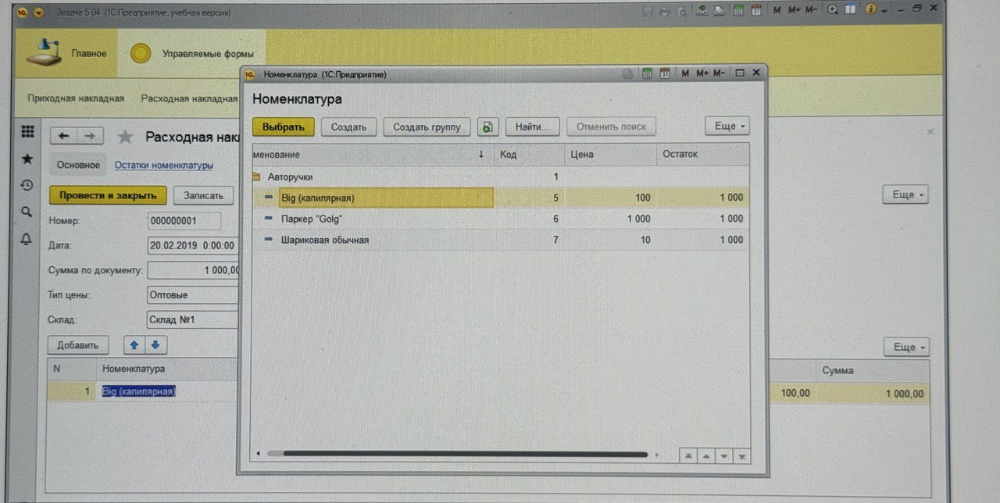 Задача 5 04 (1С:Предприятие, учебная версия)
M M+ M-
Главное
Управляемые формы
Приходная накладная Расходная накладная
Номенклатура (1С:Предприятие)
M M+ M-
Номенклатура
Выбрать Создать Создать группу Найти... Отменить поиск Еще
менование Код Цена Остаток
Авторучки 1
Big (капилярная) 5 100 1 000
Паркер "Golg" 6 1 000 1 000
Шариковая обычная 7 10 1 000
Расходная нак
Основное Остатки номенклатуры
Провести и закрыть Записать Еще
Номер: 000000001
Дата: 20.02.2019 0:00:00
Сумма по документу: 1 000,00
Тип цены: Оптовые
Склад: Склад №1
Добавить Еще
N Номенклатура Сумма
1 Big (капилярная) 100,00 1 000,00